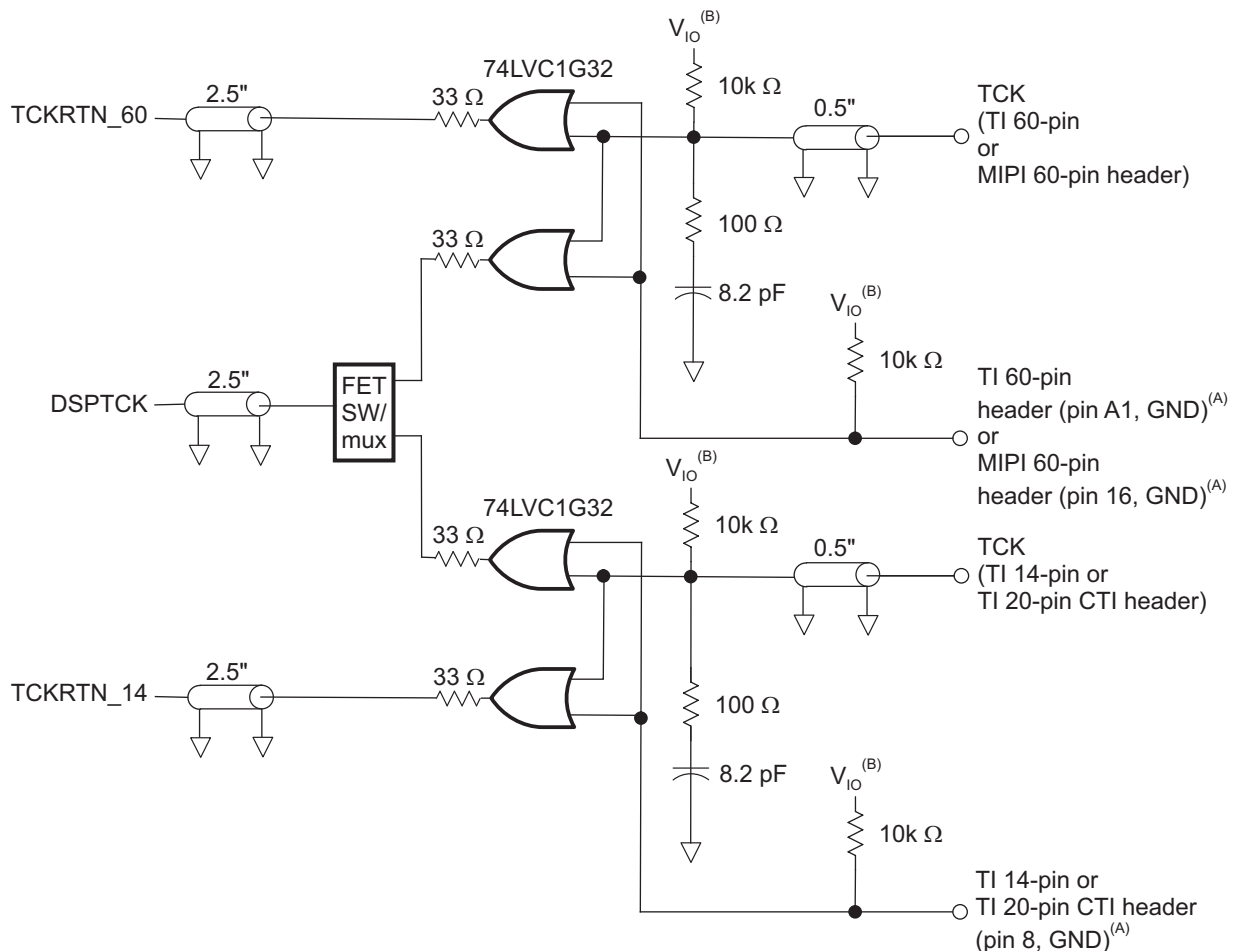 V_IO^(B)
74LVC1G32
10k Ω
TCKRTN_60
2.5"
33 Ω
0.5"
TCK
(TI 60-pin
or
MIPI 60-pin header)
33 Ω
100 Ω
8.2 pF
V_IO^(B)
10k Ω
DSPTCK
2.5"
FET
SW/
mux
TI 60-pin
header (pin A1, GND)^(A)
or
MIPI 60-pin
header (pin 16, GND)^(A)
V_IO^(B)
74LVC1G32
10k Ω
33 Ω
0.5"
TCK
(TI 14-pin or
TI 20-pin CTI header)
TCKRTN_14
2.5"
33 Ω
100 Ω
8.2 pF
V_IO^(B)
10k Ω
TI 14-pin or
TI 20-pin CTI header
(pin 8, GND)^(A)